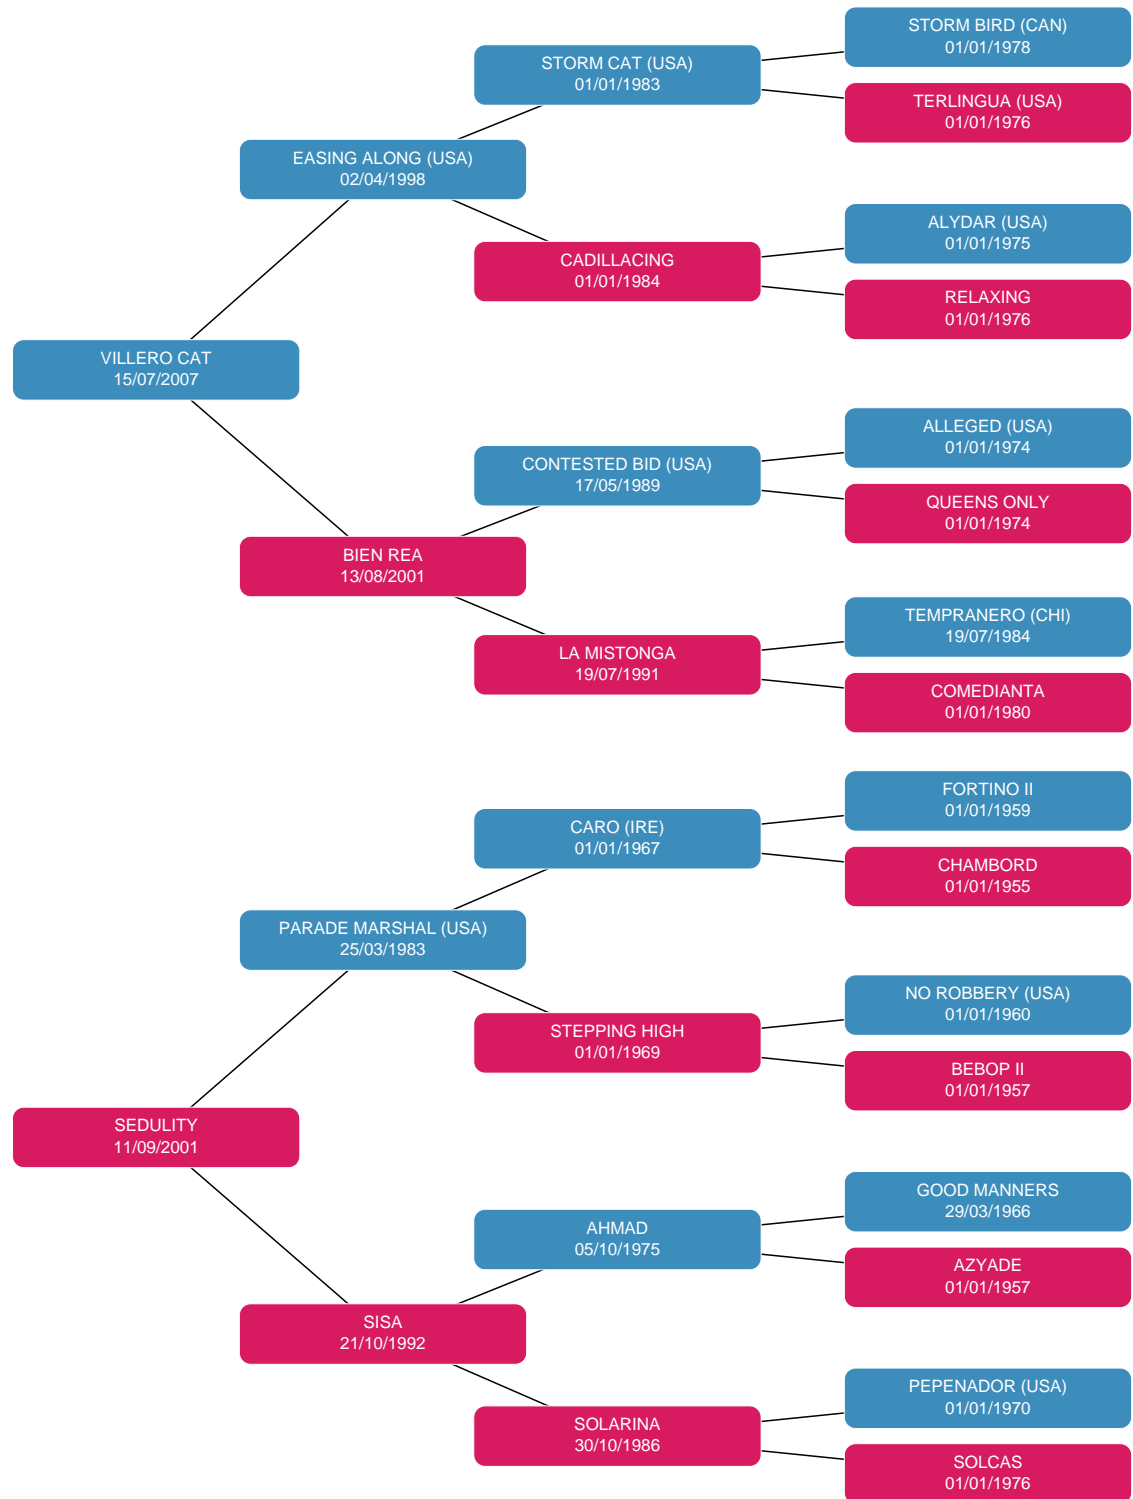 STORM BIRD (CAN)
01/01/1978
STORM CAT (USA)
01/01/1983
TERLINGUA (USA)
01/01/1976
EASING ALONG (USA)
02/04/1998
ALYDAR (USA)
01/01/1975
CADILLACING
01/01/1984
RELAXING
01/01/1976
VILLERO CAT
15/07/2007
ALLEGED (USA)
01/01/1974
CONTESTED BID (USA)
17/05/1989
QUEENS ONLY
01/01/1974
BIEN REA
13/08/2001
TEMPRANERO (CHI)
19/07/1984
LA MISTONGA
19/07/1991
COMEDIANTA
01/01/1980
FORTINO II
01/01/1959
CARO (IRE)
01/01/1967
CHAMBORD
01/01/1955
PARADE MARSHAL (USA)
25/03/1983
NO ROBBERY (USA)
01/01/1960
STEPPING HIGH
01/01/1969
BEBOP II
01/01/1957
SEDULITY
11/09/2001
GOOD MANNERS
29/03/1966
AHMAD
05/10/1975
AZYADE
01/01/1957
SISA
21/10/1992
PEPENADOR (USA)
01/01/1970
SOLARINA
30/10/1986
SOLCAS
01/01/1976